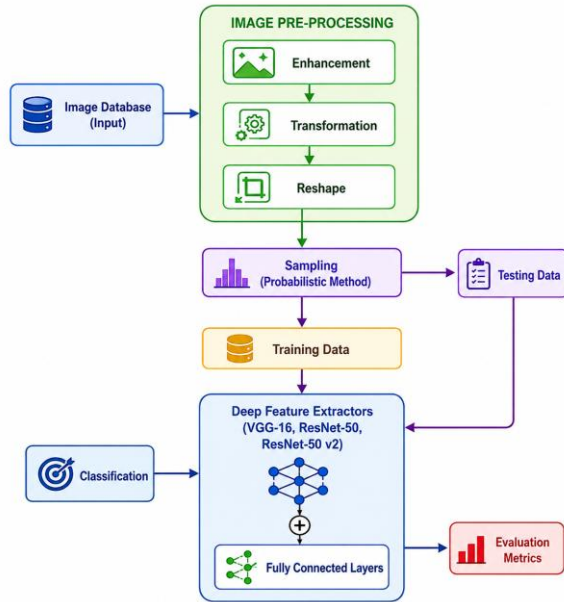 IMAGE PRE-PROCESSING
Enhancement
Image Database
(Input)
Transformation
Reshape
Sampling
(Probabilistic Method)
Testing Data
Training Data
Deep Feature Extractors
(VGG-16, ResNet-50,
ResNet-50 v2)
Classification
Fully Connected Layers
Evaluation
Metrics